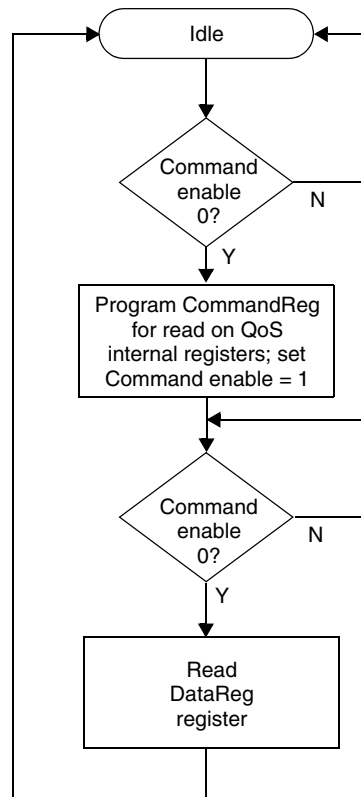 Idle
Command
enable
0?
N
Y
Program CommandReg
for read on QoS
internal registers; set
Command enable = 1
Command
enable
0?
N
Y
Read
DataReg
register